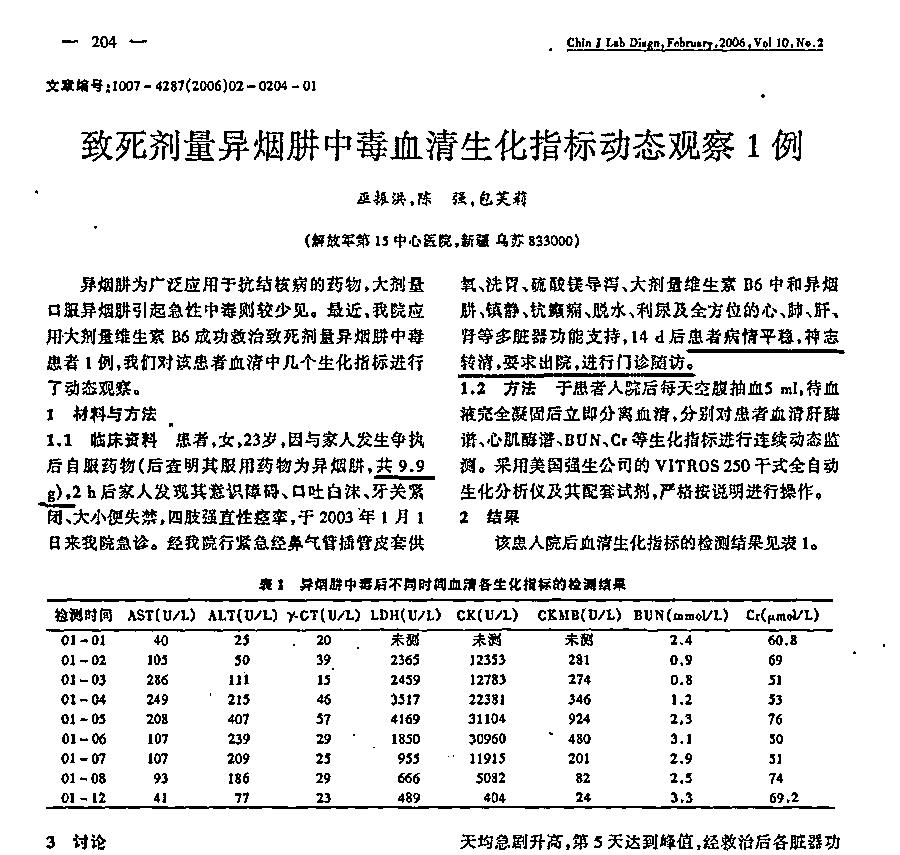 — 204 —
Chin J Lab Diagn, February, 2006, Vol 10, No. 2
文章编号:1007-4287(2006)02-0204-01
致死剂量异烟肼中毒血清生化指标动态观察 1 例
巫振洪,陈 强,包芙莉
(解放军第 15 中心医院,新疆 乌苏 833000)
异烟肼为广泛应用于抗结核病的药物,大剂量
口服异烟肼引起急性中毒则较少见。最近,我院应
用大剂量维生素 B6 成功救治致死剂量异烟肼中毒
患者 1 例,我们对该患者血清中几个生化指标进行
了动态观察。
1 材料与方法
1.1 临床资料 患者,女,23岁,因与家人发生争执
后自服药物(后查明其服用药物为异烟肼,共 9.9
g),2 h 后家人发现其意识障碍、口吐白沫、牙关紧
闭、大小便失禁,四肢强直性痉挛,于 2003 年 1 月 1
日来我院急诊。经我院行紧急经鼻气管插管皮套供
氧、洗胃、硫酸镁导泻、大剂量维生素 B6 中和异烟
肼、镇静、抗癫痫、脱水、利尿及全方位的心、肺、肝、
肾等多脏器功能支持,14 d 后患者病情平稳,神志
转清,要求出院,进行门诊随访。
1.2 方法 于患者入院后每天空腹抽血5 ml,待血
液完全凝固后立即分离血清,分别对患者血清肝酶
谱、心肌酶谱、BUN、Cr 等生化指标进行连续动态监
测。采用美国强生公司的 VITROS 250 干式全自动
生化分析仪及其配套试剂,严格按说明进行操作。
2 结果
该患入院后血清生化指标的检测结果见表 1。
表 1 异烟肼中毒后不同时间血清各生化指标的检测结果
检测时间 AST(U/L) ALT(U/L) γ-GT(U/L) LDH(U/L) CK(U/L) CKMB(U/L) BUN(mmol/L) Cr(μmol/L)
01-01 40 25 20 未测 未测 未测 2.4 60.8
01-02 105 50 39 2365 12353 281 0.9 69
01-03 286 111 15 2459 12783 274 0.8 51
01-04 249 215 46 3517 22381 346 1.2 53
01-05 208 407 57 4169 31104 924 2.3 76
01-06 107 239 29 1850 30960 480 3.1 50
01-07 107 209 25 955 11915 201 2.9 51
01-08 93 186 29 666 5082 82 2.5 74
01-12 41 77 23 489 404 24 3.3 69.2
3 讨论
天均急剧升高,第 5 天达到峰值,经救治后各脏器功